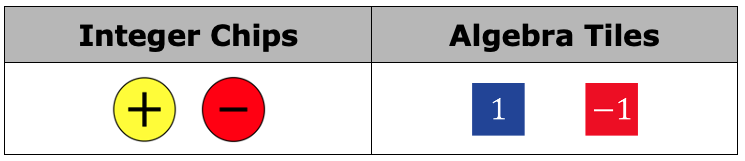 Integer Chips Algebra Tiles
+ − 1 −1